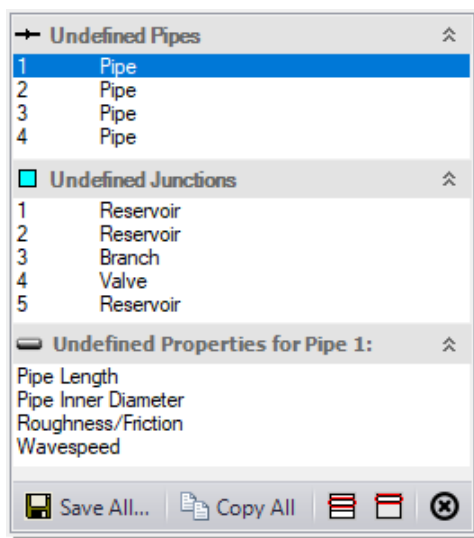 Undefined Pipes
1 Pipe
2 Pipe
3 Pipe
4 Pipe
Undefined Junctions
1 Reservoir
2 Reservoir
3 Branch
4 Valve
5 Reservoir
Undefined Properties for Pipe 1:
Pipe Length
Pipe Inner Diameter
Roughness/Friction
Wavespeed
Save All... Copy All